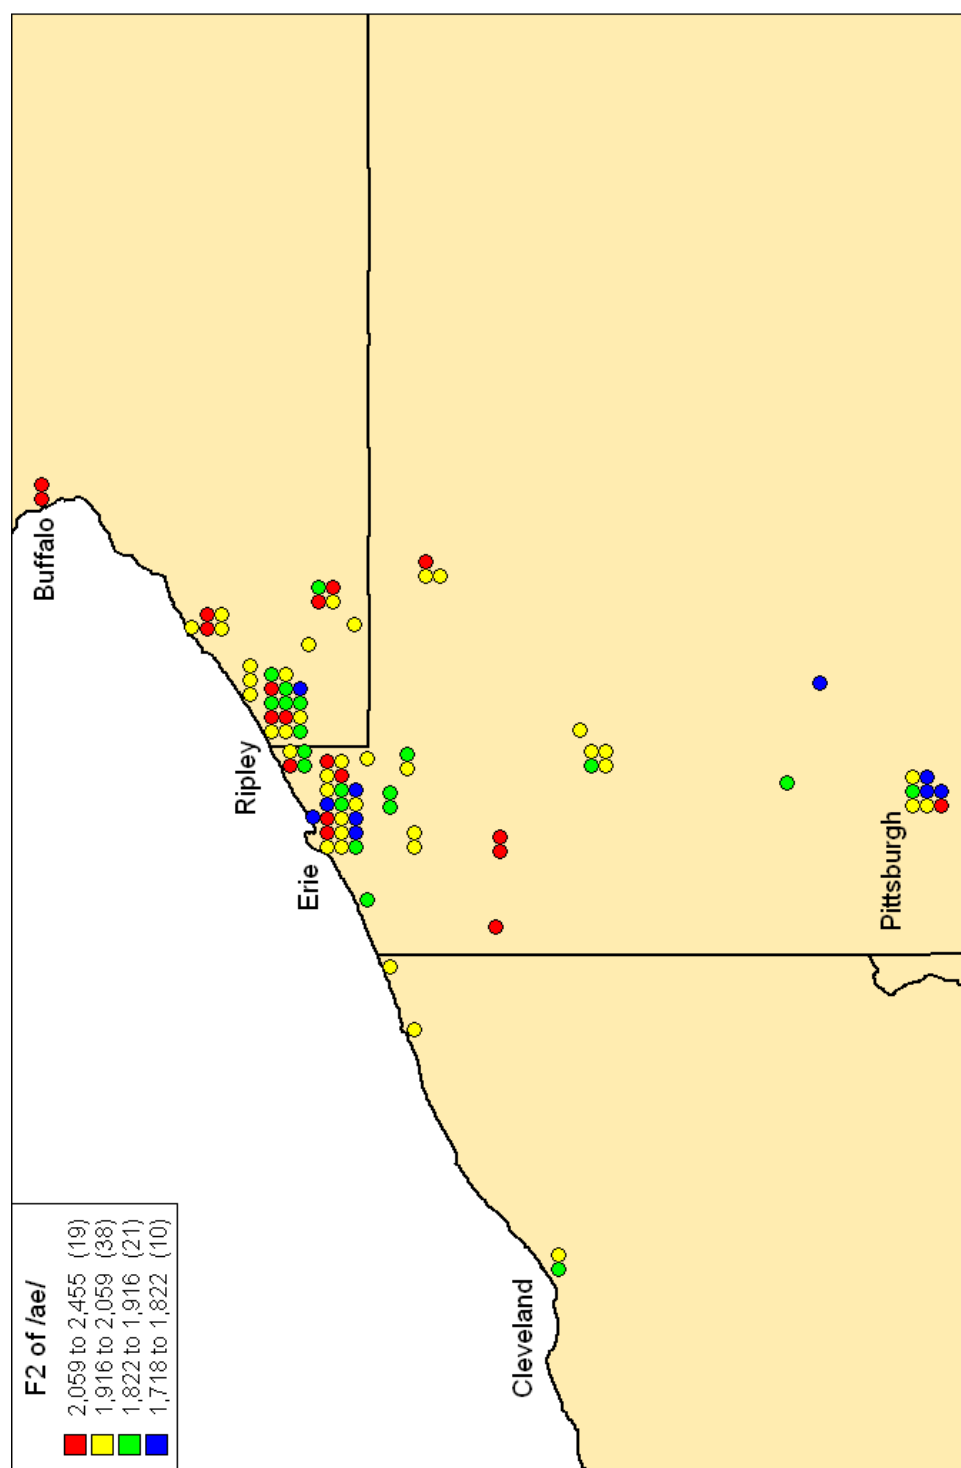 F2 of /ae/
2,059 to 2,455 (19)
1,916 to 2,059 (38)
1,822 to 1,916 (21)
1,718 to 1,822 (10)
Buffalo
Ripley
Erie
Cleveland
Pittsburgh